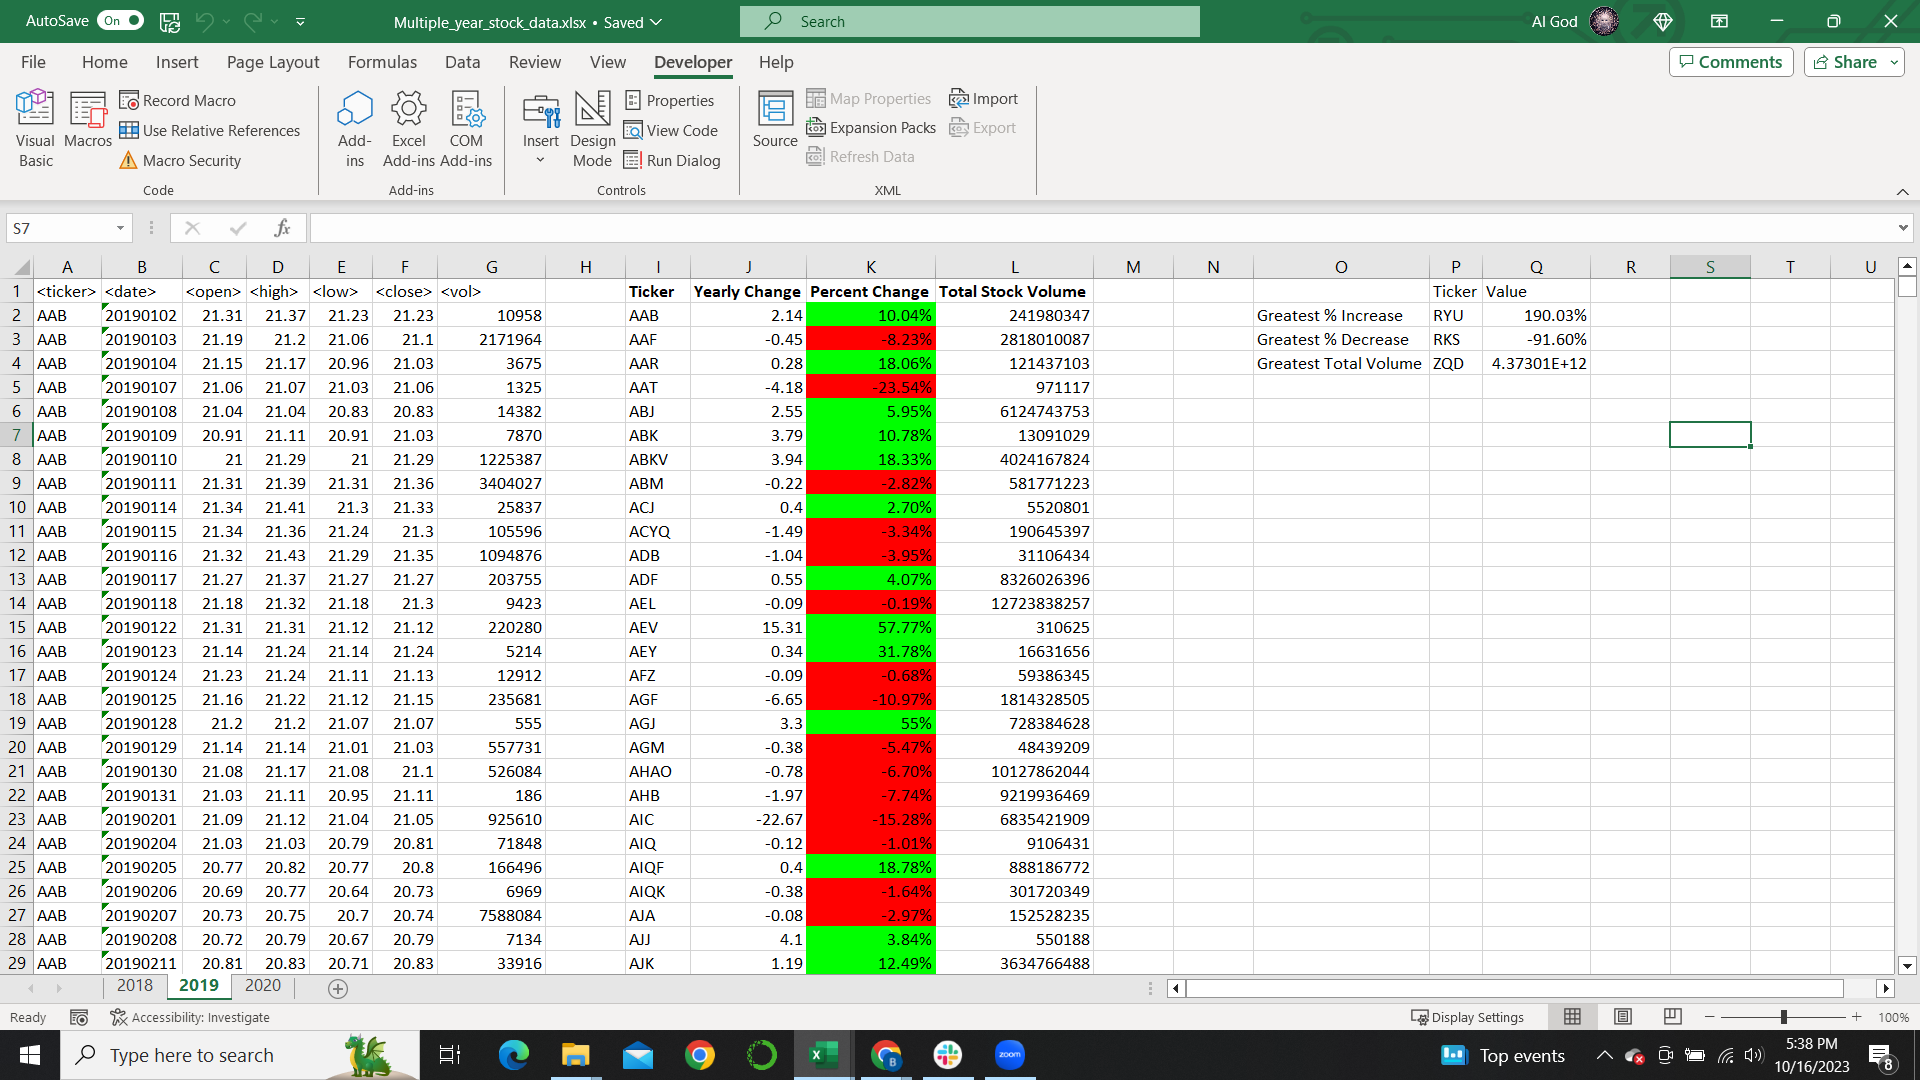 AutoSave On Multiple_year_stock_data.xlsx • Saved Search AI God
File Home Insert Page Layout Formulas Data Review View Developer Help Comments Share
Visual Basic Macros Record Macro Use Relative References Macro Security Code
Add-ins Excel Add-ins COM Add-ins Add-ins
Insert Design Mode Properties View Code Run Dialog Controls
Source Map Properties Expansion Packs Refresh Data Import Export XML
S7 fx
A B C D E F G H I J K L M N O P Q R S T U
1 <ticker> <date> <open> <high> <low> <close> <vol> Ticker Yearly Change Percent Change Total Stock Volume Ticker Value
2 AAB 20190102 21.31 21.37 21.23 21.23 10958 AAB 2.14 10.04% 241980347 Greatest % Increase RYU 190.03%
3 AAB 20190103 21.19 21.2 21.06 21.1 2171964 AAF -0.45 -8.23% 2818010087 Greatest % Decrease RKS -91.60%
4 AAB 20190104 21.15 21.17 20.96 21.03 3675 AAR 0.28 18.06% 121437103 Greatest Total Volume ZQD 4.37301E+12
5 AAB 20190107 21.06 21.07 21.03 21.06 1325 AAT -4.18 -23.54% 971117
6 AAB 20190108 21.04 21.04 20.83 20.83 14382 ABJ 2.55 5.95% 6124743753
7 AAB 20190109 20.91 21.11 20.91 21.03 7870 ABK 3.79 10.78% 13091029
8 AAB 20190110 21 21.29 21 21.29 1225387 ABKV 3.94 18.33% 4024167824
9 AAB 20190111 21.31 21.39 21.31 21.36 3404027 ABM -0.22 -2.82% 581771223
10 AAB 20190114 21.34 21.41 21.3 21.33 25837 ACJ 0.4 2.70% 5520801
11 AAB 20190115 21.34 21.36 21.24 21.3 105596 ACYQ -1.49 -3.34% 190645397
12 AAB 20190116 21.32 21.43 21.29 21.35 1094876 ADB -1.04 -3.95% 31106434
13 AAB 20190117 21.27 21.37 21.27 21.27 203755 ADF 0.55 4.07% 8326026396
14 AAB 20190118 21.18 21.32 21.18 21.3 9423 AEL -0.09 -0.19% 12723838257
15 AAB 20190122 21.31 21.31 21.12 21.12 220280 AEV 15.31 57.77% 310625
16 AAB 20190123 21.14 21.24 21.14 21.24 5214 AEY 0.34 31.78% 16631656
17 AAB 20190124 21.23 21.24 21.11 21.13 12912 AFZ -0.09 -0.68% 59386345
18 AAB 20190125 21.16 21.22 21.12 21.15 235681 AGF -6.65 -10.97% 1814328505
19 AAB 20190128 21.2 21.2 21.07 21.07 555 AGJ 3.3 55% 728384628
20 AAB 20190129 21.14 21.14 21.01 21.03 557731 AGM -0.38 -5.47% 48439209
21 AAB 20190130 21.08 21.17 21.08 21.1 526084 AHAO -0.78 -6.70% 10127862044
22 AAB 20190131 21.03 21.11 20.95 21.11 186 AHB -1.97 -7.74% 9219936469
23 AAB 20190201 21.09 21.12 21.04 21.05 925610 AIC -22.67 -15.28% 6835421909
24 AAB 20190204 21.03 21.03 20.79 20.81 71848 AIQ -0.12 -1.01% 9106431
25 AAB 20190205 20.77 20.82 20.77 20.8 166496 AIQF 0.4 18.78% 888186772
26 AAB 20190206 20.69 20.77 20.64 20.73 6969 AIQK -0.38 -1.64% 301720349
27 AAB 20190207 20.73 20.75 20.7 20.74 7588084 AJA -0.08 -2.97% 152528235
28 AAB 20190208 20.72 20.79 20.67 20.79 7134 AJJ 4.1 3.84% 550188
29 AAB 20190211 20.81 20.83 20.71 20.83 33916 AJK 1.19 12.49% 3634766488
2018 2019 2020
Ready Accessibility: Investigate Display Settings 100%
Type here to search zoom Top events 5:38 PM
10/16/2023 8